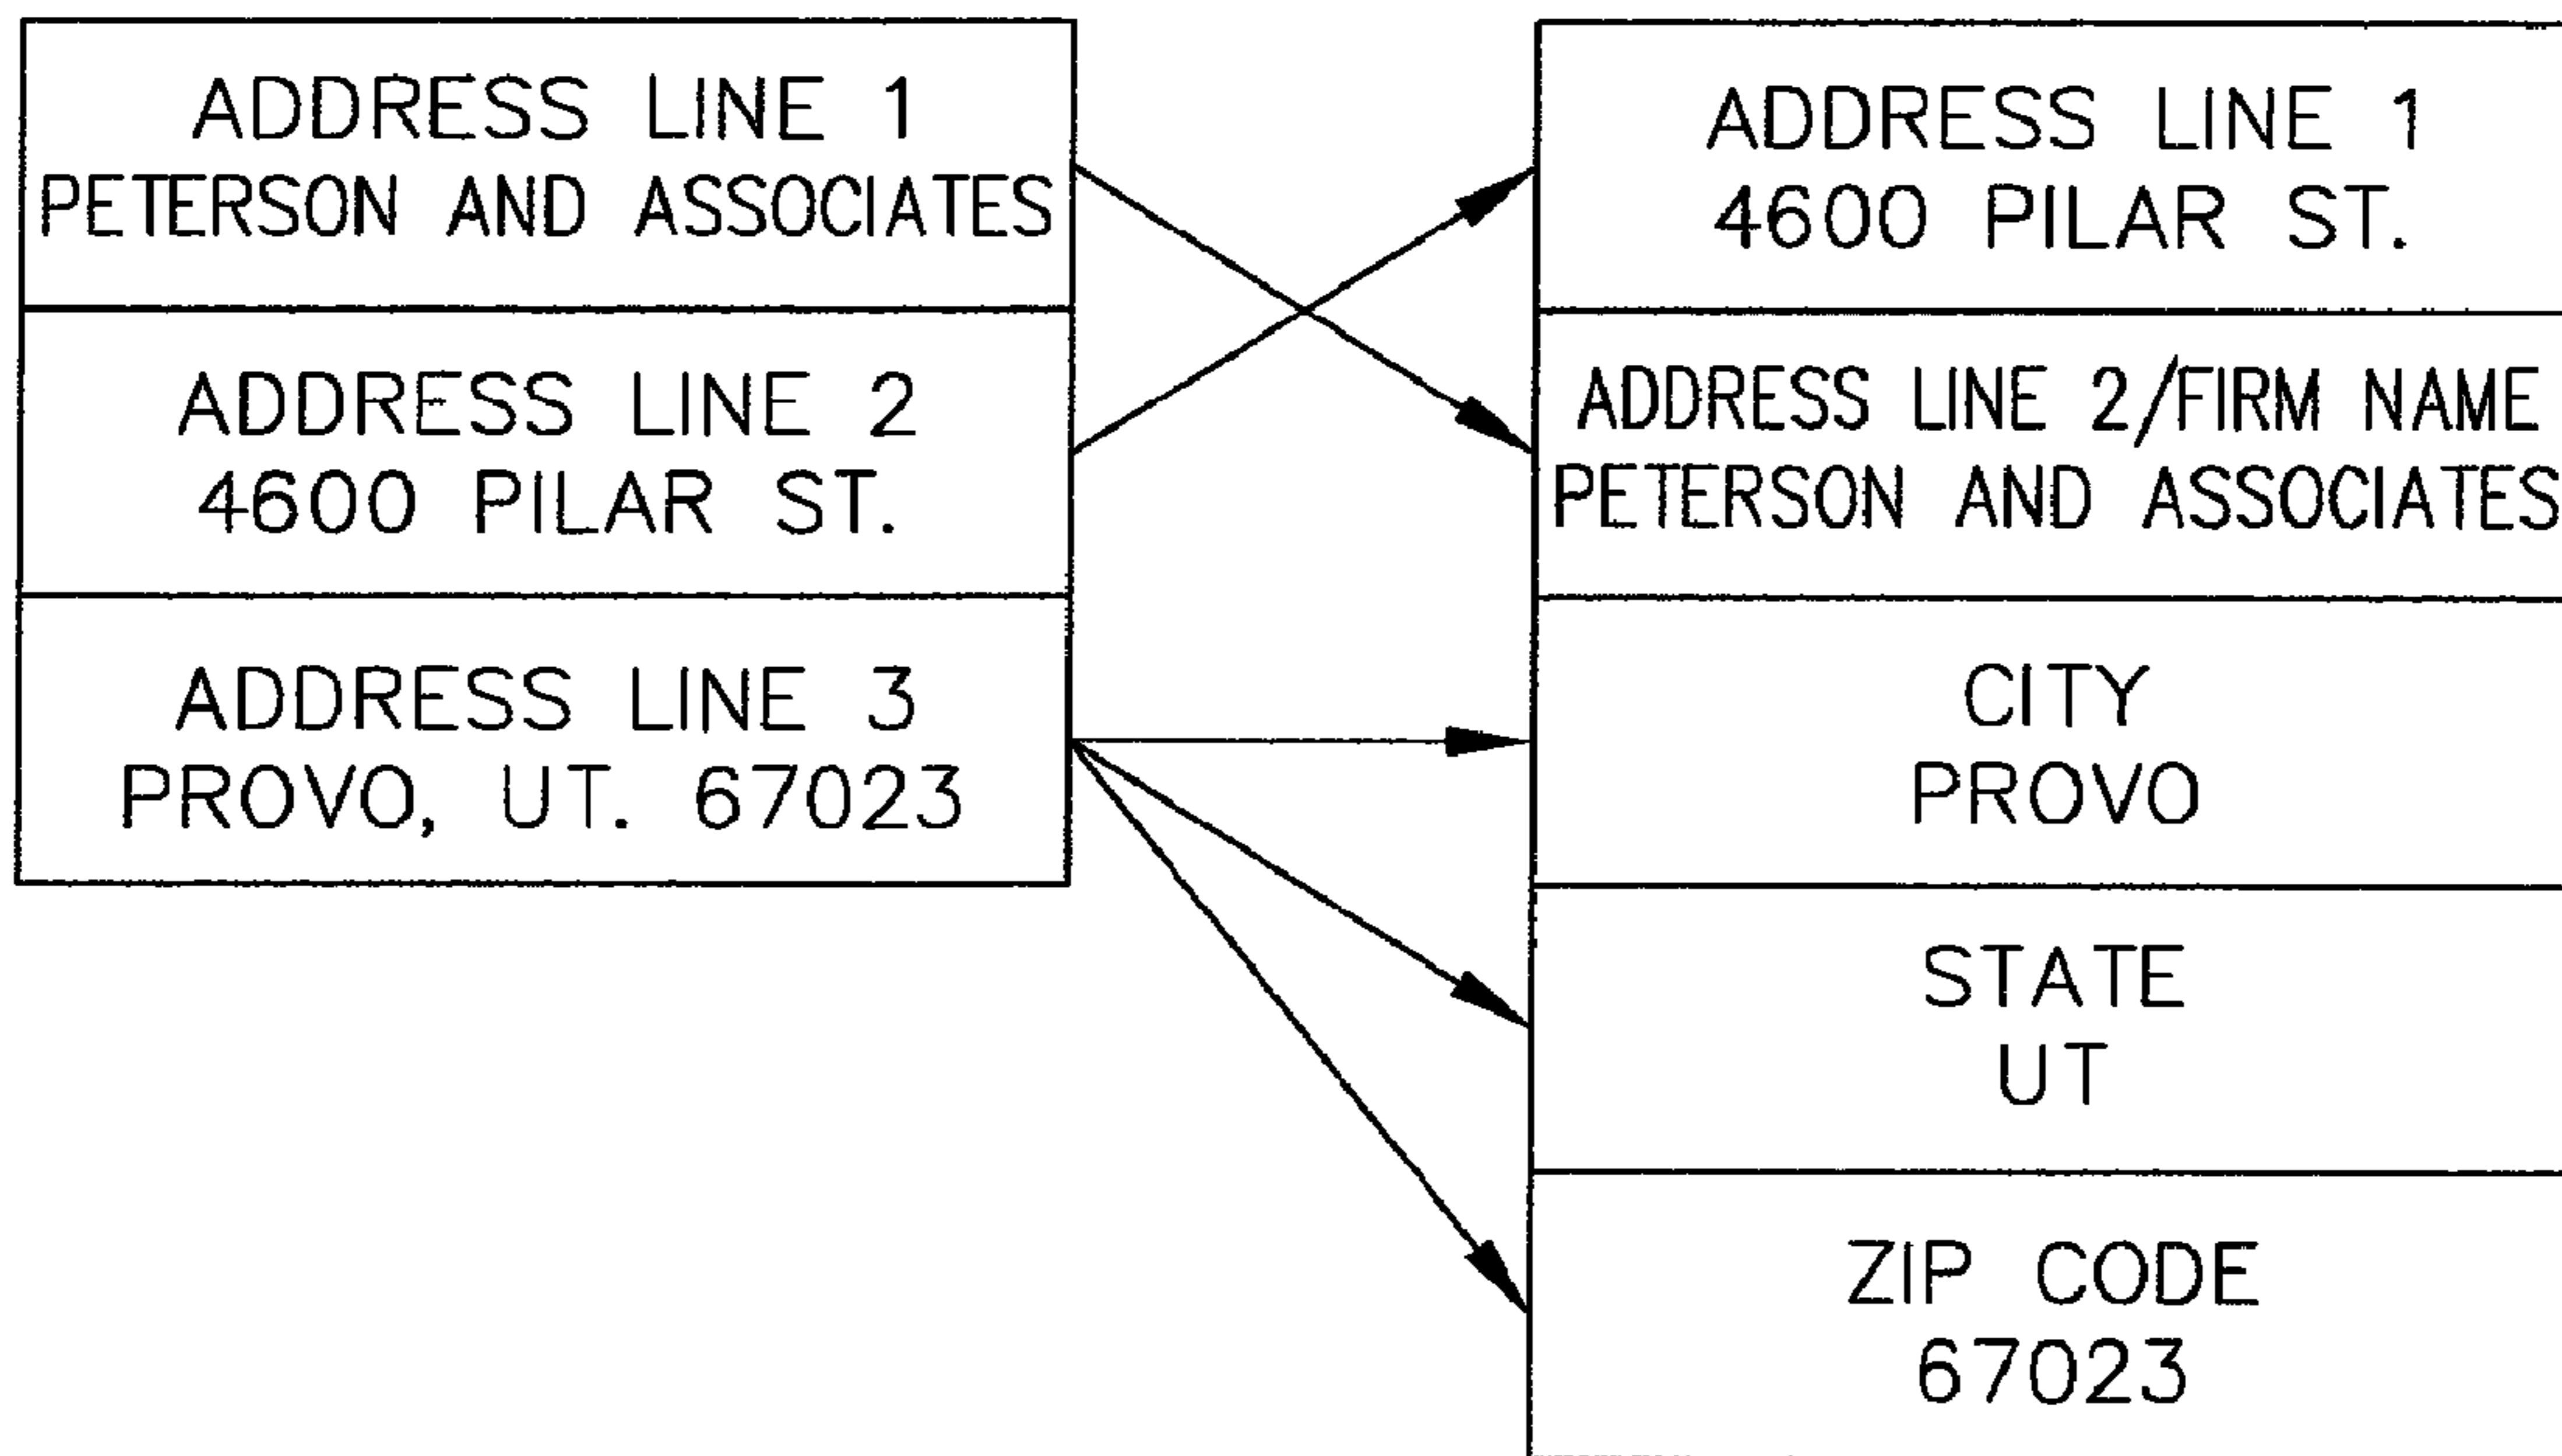 ADDRESS LINE 1
PETERSON AND ASSOCIATES
ADDRESS LINE 2
4600 PILAR ST.
ADDRESS LINE 3
PROVO, UT. 67023
ADDRESS LINE 1
4600 PILAR ST.
ADDRESS LINE 2/FIRM NAME
PETERSON AND ASSOCIATES
CITY
PROVO
STATE
UT
ZIP CODE
67023